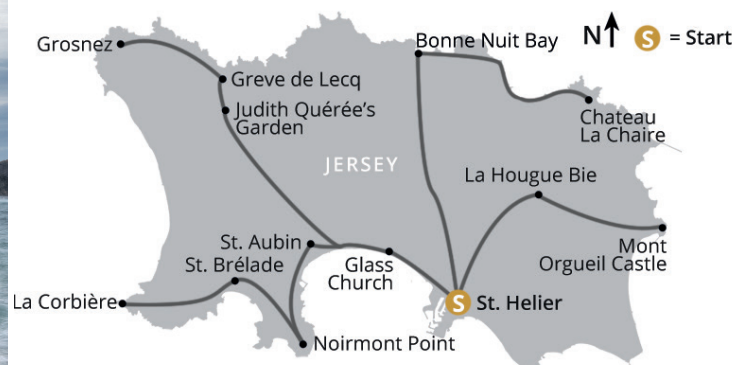 Grosnez
Bonne Nuit Bay
N
S = Start
Greve de Lecq
Judith Quérée's
Garden
Chateau
La Chaire
JERSEY
La Hougue Bie
St. Aubin
St. Brélade
Glass
Church
Mont
Orgueil Castle
La Corbière
S St. Helier
Noirmont Point